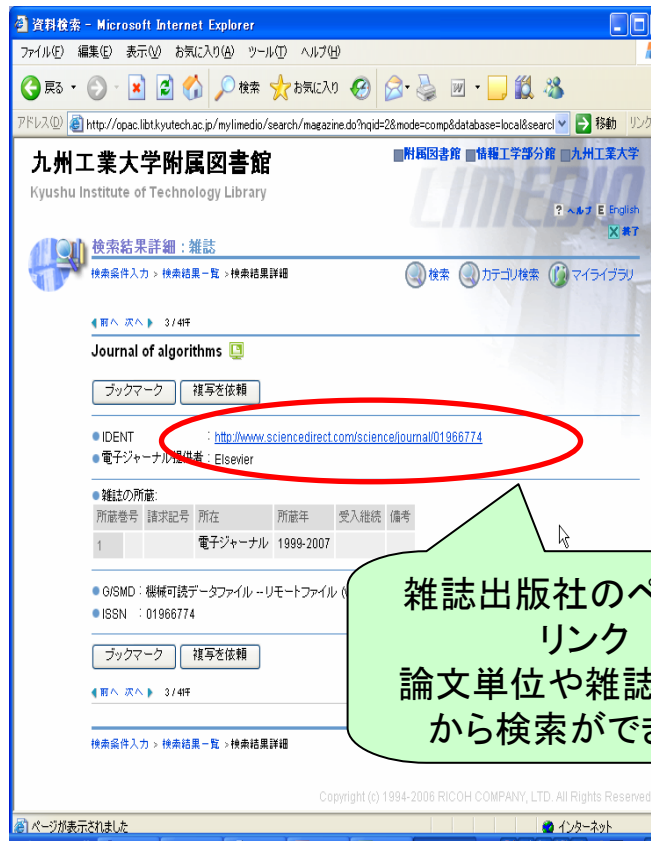 資料検索 - Microsoft Internet Explorer
ファイル(F) 編集(E) 表示(V) お気に入り(A) ツール(T) ヘルプ(H)
戻る 検索 お気に入り
アドレス(D) http://opac.libt.kyutech.ac.jp/mylimedio/search/magazine.do?nqid=2&mode=comp&database=local&searcl 移動 リンク
九州工業大学附属図書館
Kyushu Institute of Technology Library
附属図書館 情報工学部分館 九州工業大学
LIMEDIO
? ヘルプ E English
終了
検索結果詳細：雑誌
検索条件入力 > 検索結果一覧 >検索結果詳細
検索 カテゴリ検索 マイライブラリ
前へ 次へ 3 / 4件
Journal of algorithms
ブックマーク 複写を依頼
IDENT : http://www.sciencedirect.com/science/journal/01966774
電子ジャーナル提供者 : Elsevier
雑誌の所蔵:
所蔵巻号 請求記号 所在 所蔵年 受入継続 備考
1 電子ジャーナル 1999-2007
G/SMD : 機械可読データファイル -- リモートファイル
ISSN : 01966774
ブックマーク 複写を依頼
前へ 次へ 3 / 4件
検索条件入力 > 検索結果一覧 >検索結果詳細
雑誌出版社のペ
リンク
論文単位や雑誌
から検索ができ
Copyright (c) 1994-2006 RICOH COMPANY, LTD. All Rights Reserved
ページが表示されました インターネット